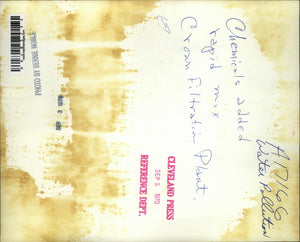 Chemicals added
rapid mix
Crown Filtration Plant,
A 17166
Water Pollution
CLEVELAND PRESS
SEP 5 1970
REFERENCE DEPT.
PHOTO BY BERNIE NOBLE